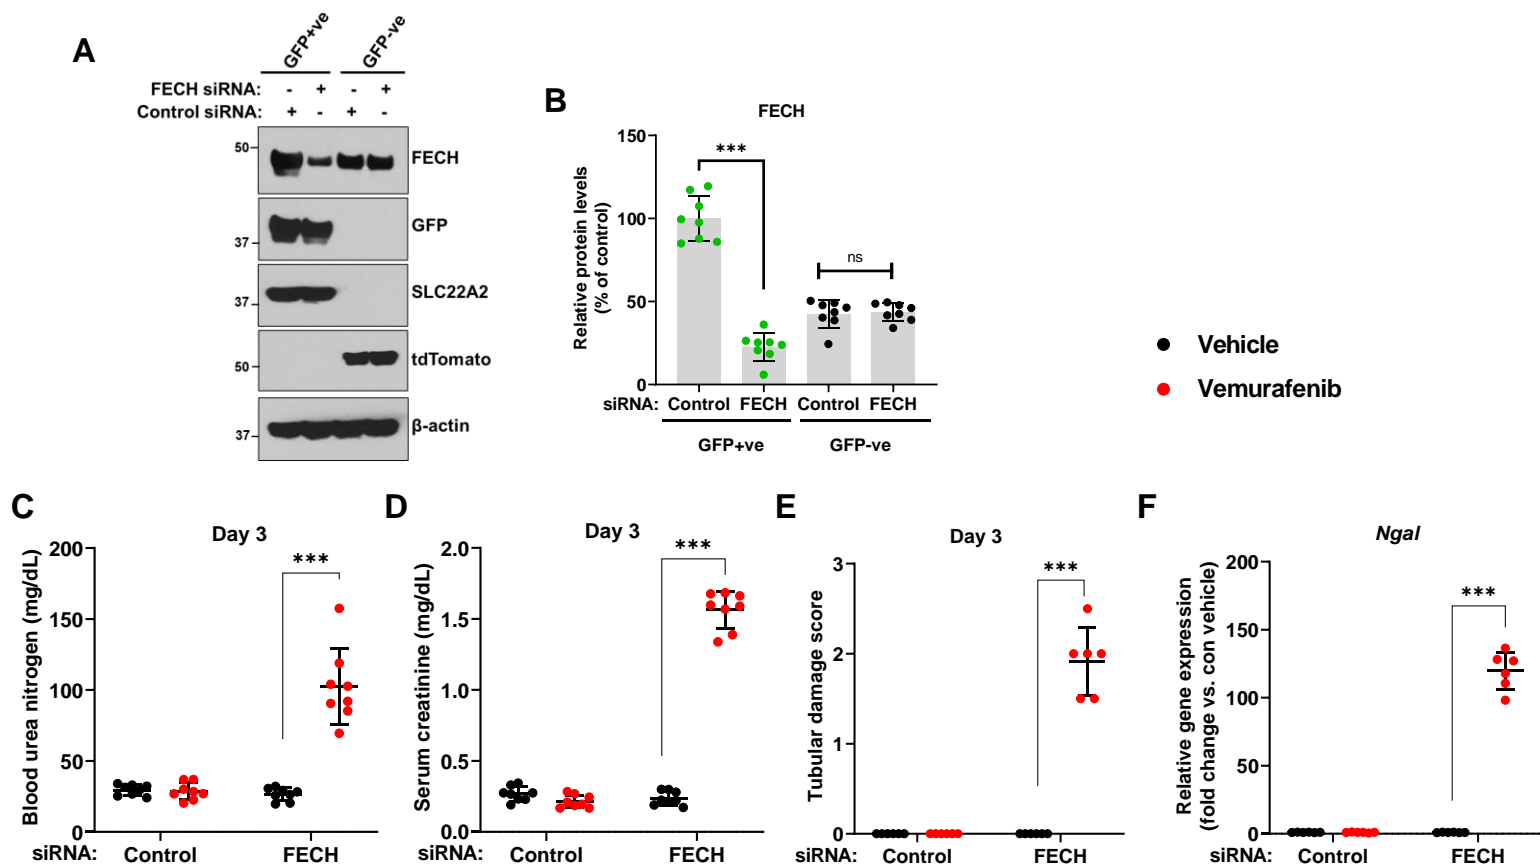 A
GFP+ve GFP-ve
FECH siRNA: - + - +
Control siRNA: + - + -
50 FECH
37 GFP
37 SLC22A2
50 tdTomato
37 β-actin
B
FECH
Relative protein levels
(% of control)
150
100
50
0
***
ns
siRNA: Control FECH Control FECH
GFP+ve GFP-ve
Vehicle
Vemurafenib
C
Day 3
Blood urea nitrogen (mg/dL)
200
150
100
50
0
***
siRNA: Control FECH
D
Day 3
Serum creatinine (mg/dL)
2.0
1.5
1.0
0.5
0.0
***
siRNA: Control FECH
E
Day 3
Tubular damage score
3
2
1
0
***
siRNA: Control FECH
F
Ngal
Relative gene expression
(fold change vs. con vehicle)
200
150
100
50
0
***
siRNA: Control FECH